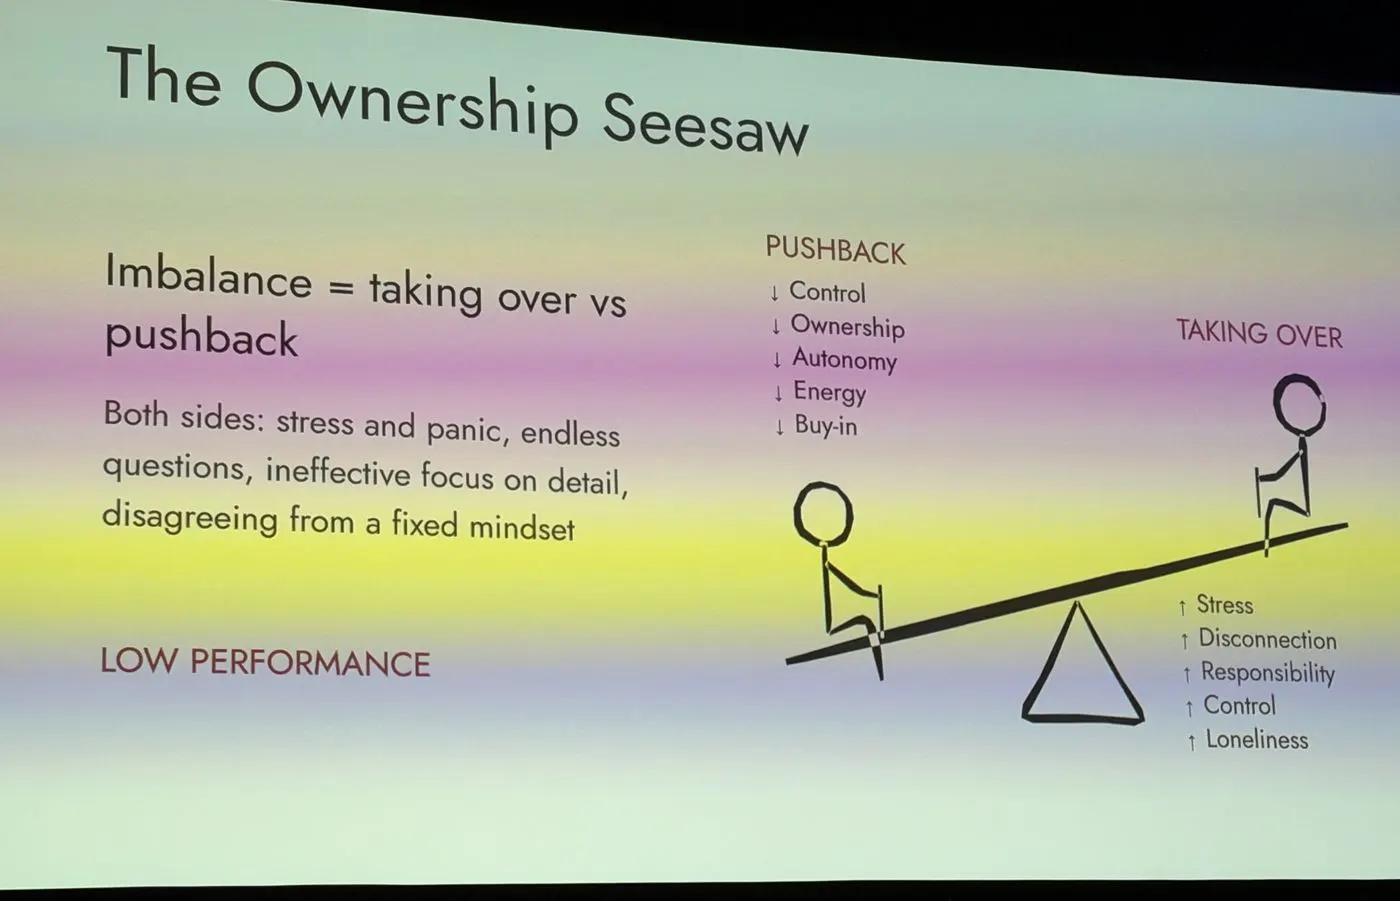 The Ownership Seesaw
Imbalance = taking over vs
pushback
Both sides: stress and panic, endless
questions, ineffective focus on detail,
disagreeing from a fixed mindset
LOW PERFORMANCE
PUSHBACK
↓ Control
↓ Ownership
↓ Autonomy
↓ Energy
↓ Buy-in
TAKING OVER
↑ Stress
↑ Disconnection
↑ Responsibility
↑ Control
↑ Loneliness